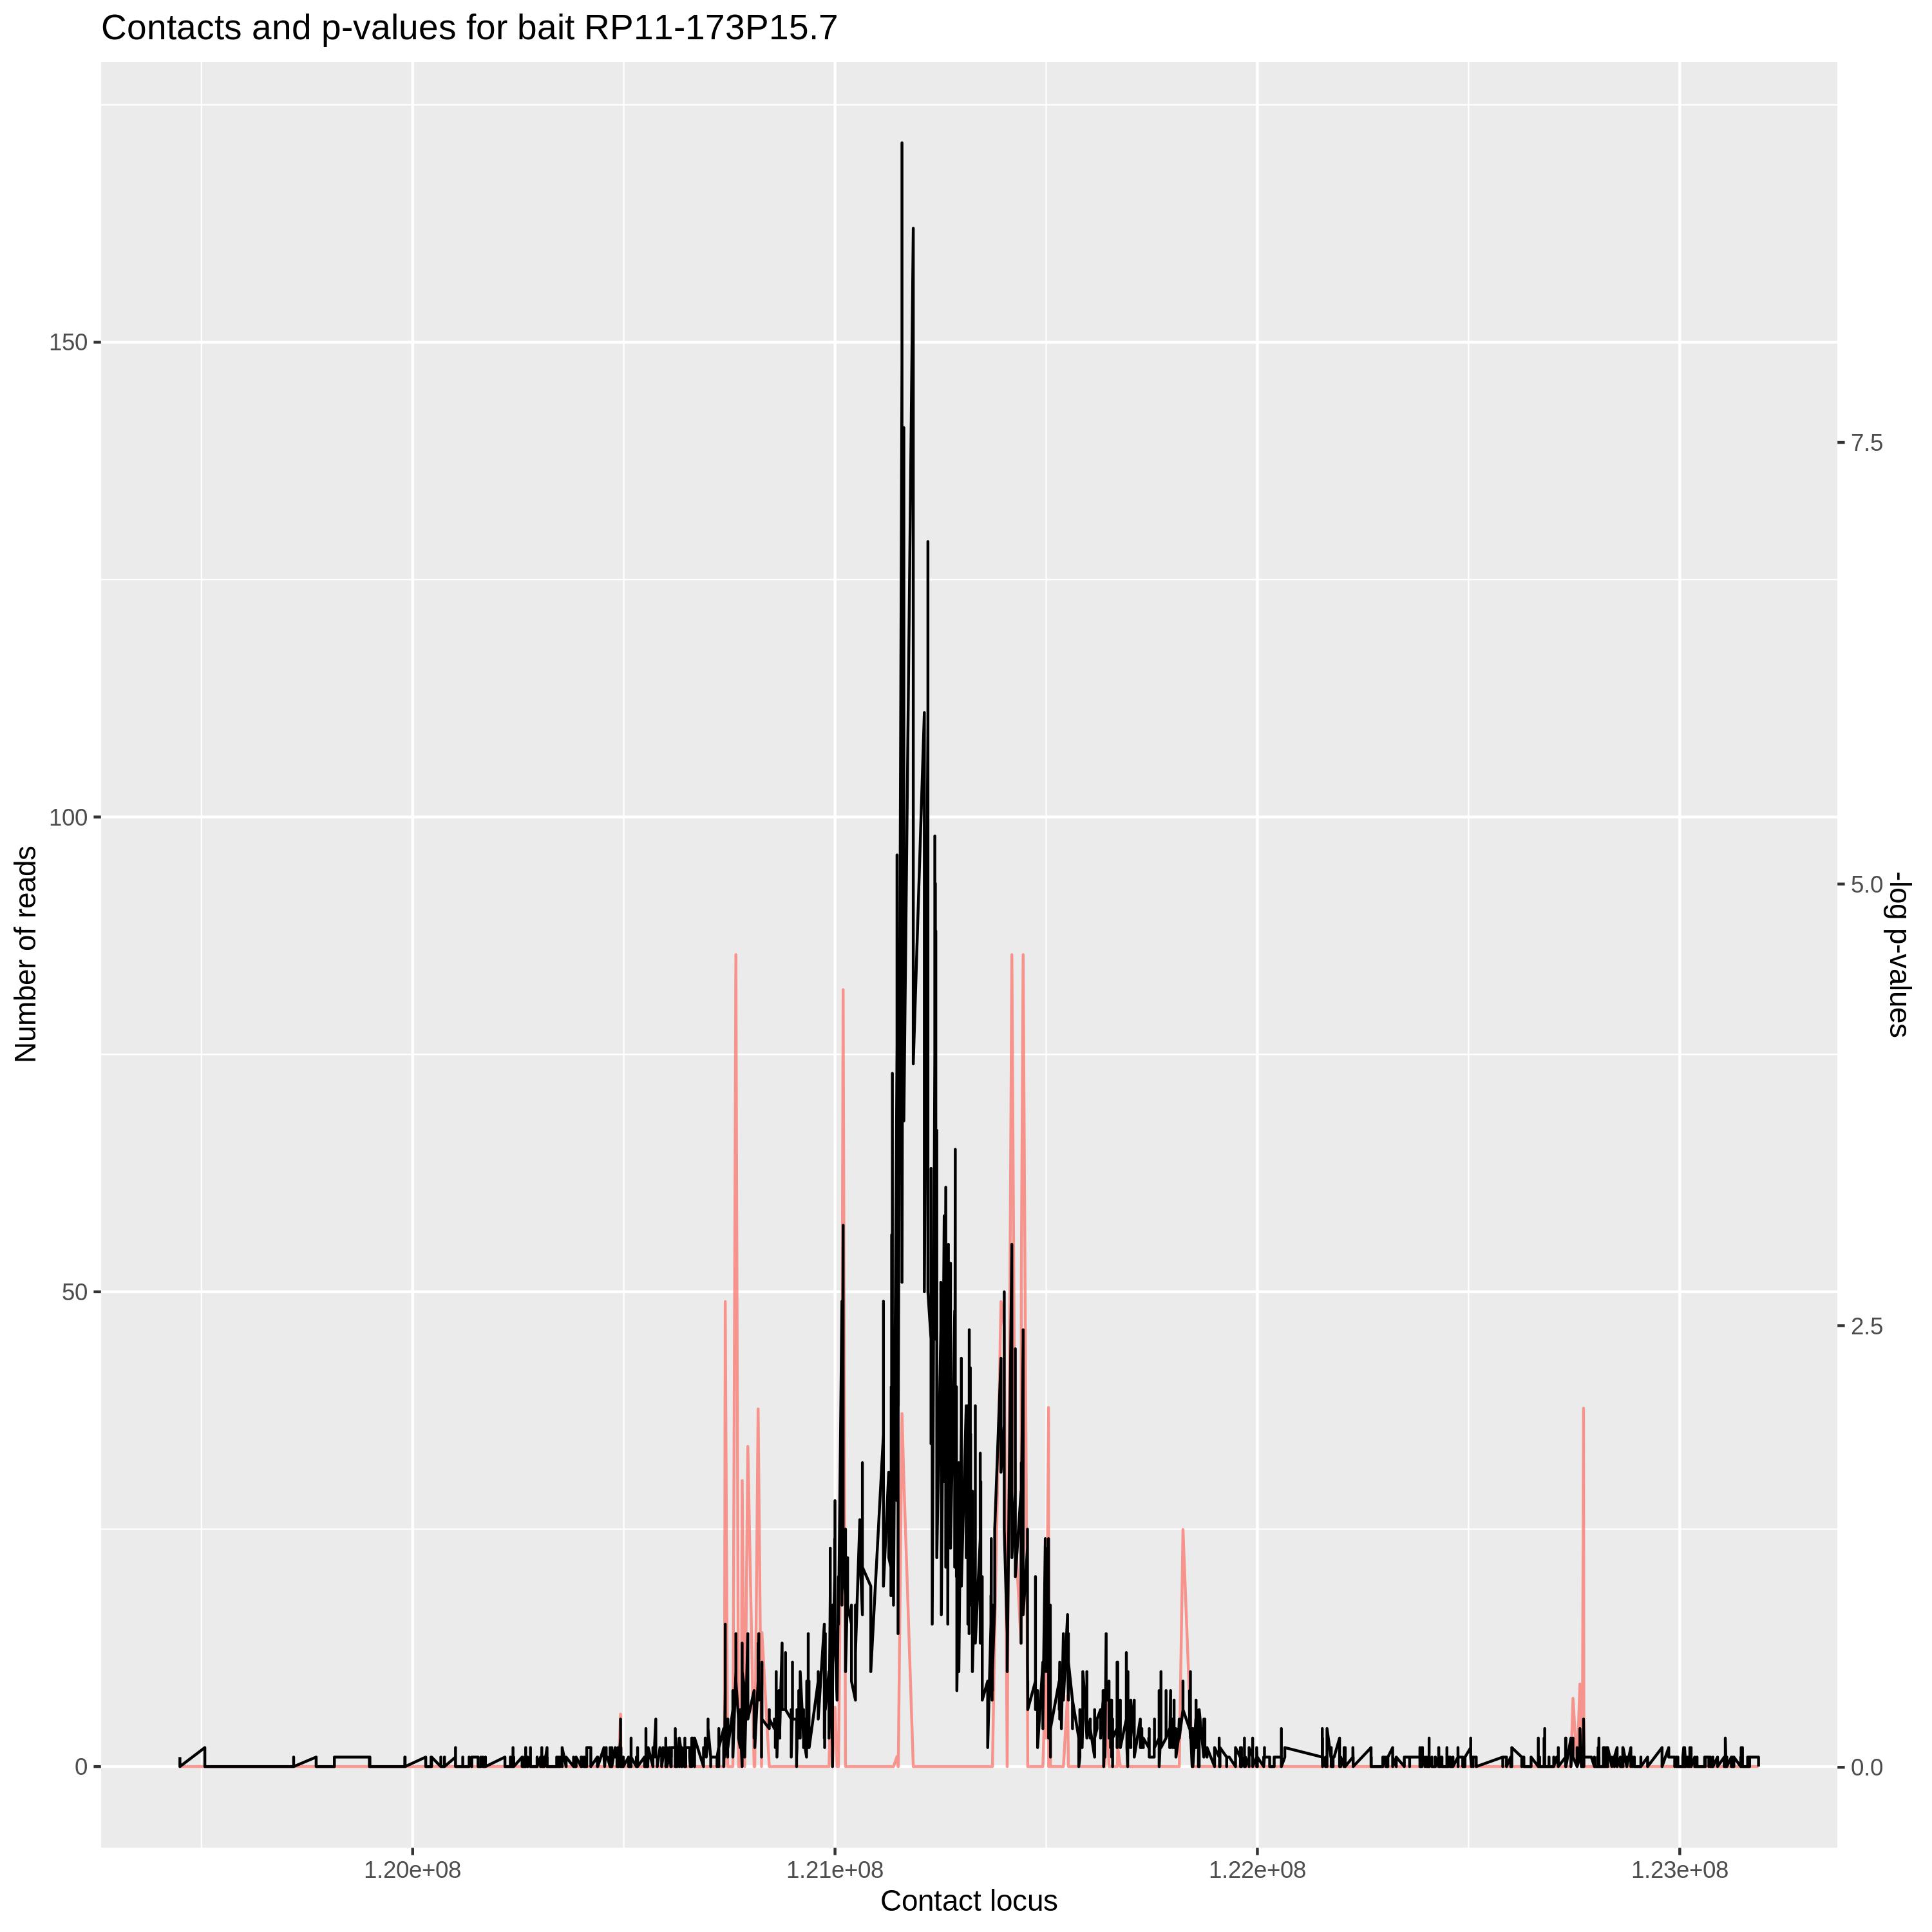 Contacts and p-values for bait RP11-173P15.7
Number of reads
150
100
50
0
7.5
5.0
2.5
0.0
-log p-values
1.20e+08
1.21e+08
1.22e+08
1.23e+08
Contact locus